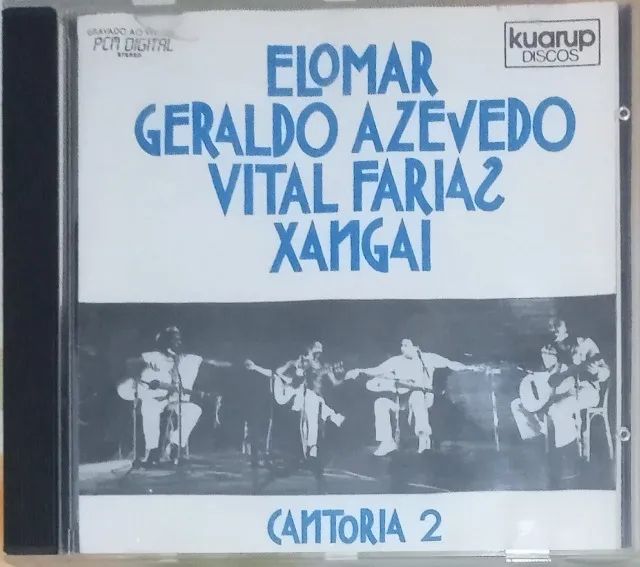 GRAVADO AO
PCM DIGITAL
STEREO
kuarup
DISCOS
ELOMAR
GERALDO AZEVEDO
VITAL FARIAS
XANGAI
CANTORIA 2